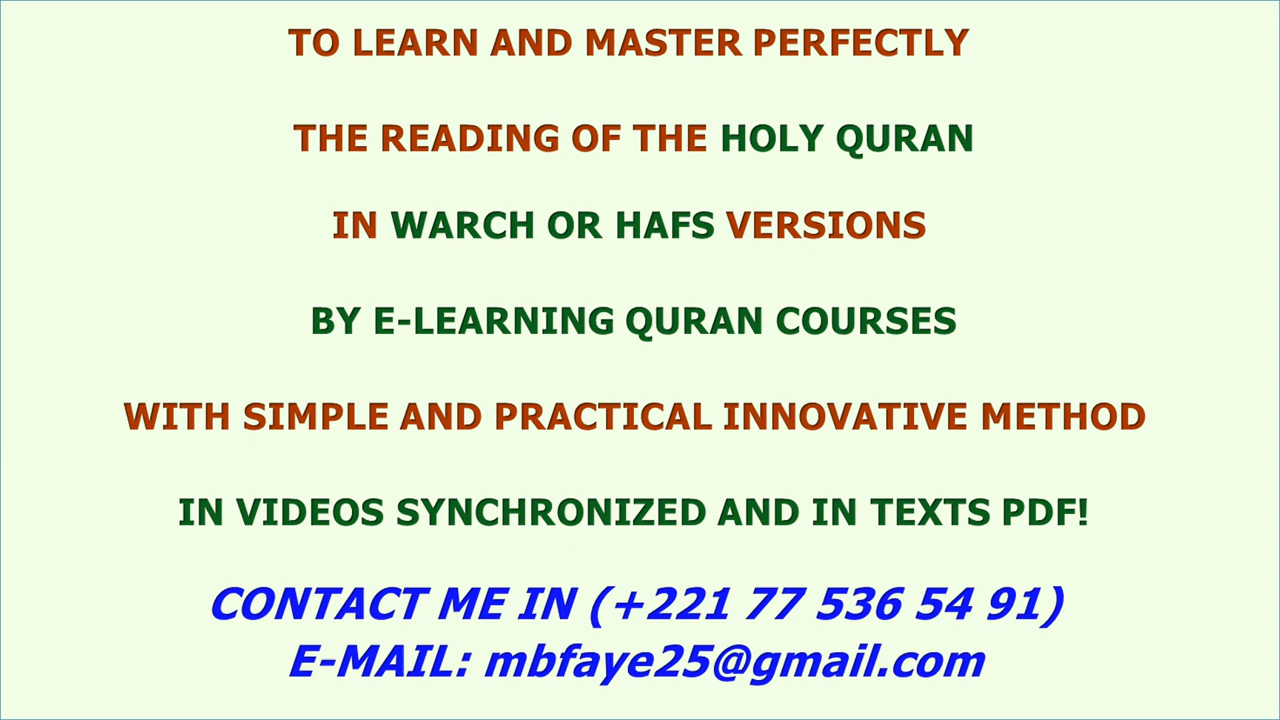 TO LEARN AND MASTER PERFECTLY
THE READING OF THE HOLY QURAN
IN WARCH OR HAFS VERSIONS
BY E-LEARNING QURAN COURSES
WITH SIMPLE AND PRACTICAL INNOVATIVE METHOD
IN VIDEOS SYNCHRONIZED AND IN TEXTS PDF!
CONTACT ME IN (+221 77 536 54 91)
E-MAIL: mbfaye25@gmail.com